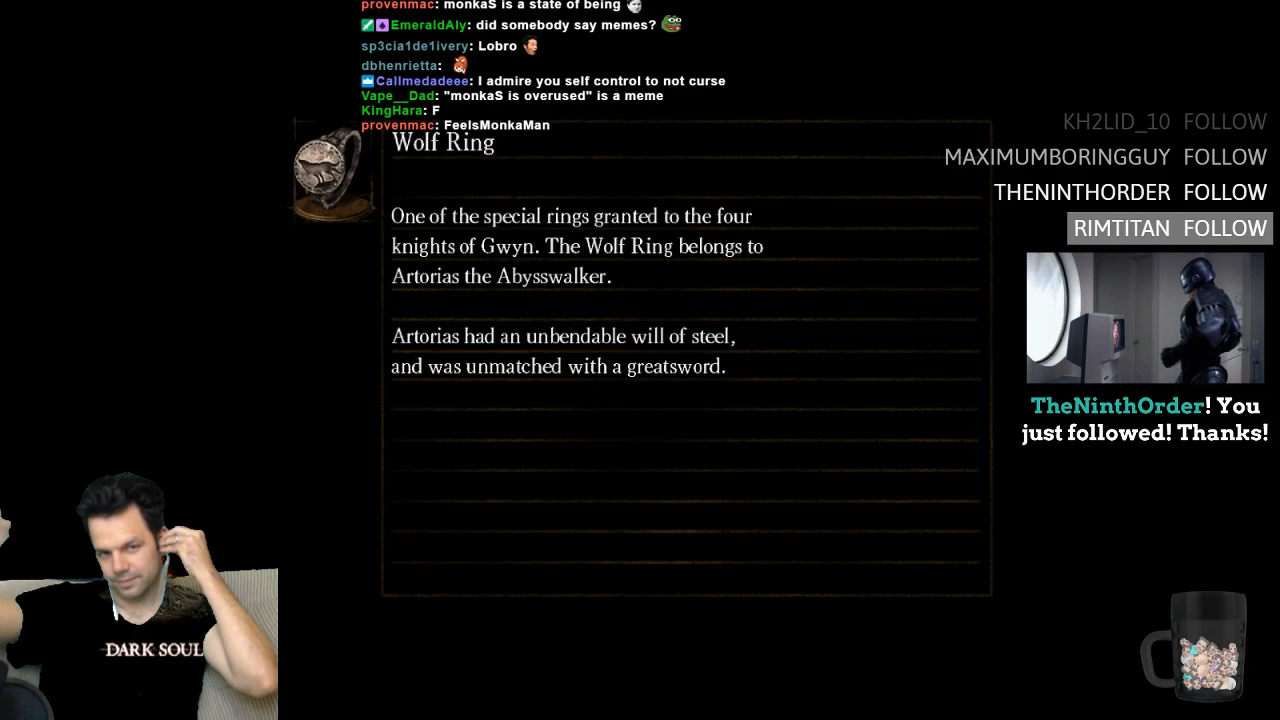 provenmac: monkaS is a state of being
EmeraldAly: did somebody say memes?
sp3cia1de1ivery: Lobro
dbhenrietta:
Callmedadeee: I admire you self control to not curse
Vape__Dad: "monkaS is overused" is a meme
KingHara: F
provenmac: FeelsMonkaMan
Wolf Ring
One of the special rings granted to the four
knights of Gwyn. The Wolf Ring belongs to
Artorias the Abysswalker.
Artorias had an unbendable will of steel,
and was unmatched with a greatsword.
KH2LID_10 FOLLOW
MAXIMUMBORINGGUY FOLLOW
THENINTHORDER FOLLOW
RIMTITAN FOLLOW
TheNinthOrder! You
just followed! Thanks!
DARK SOUL